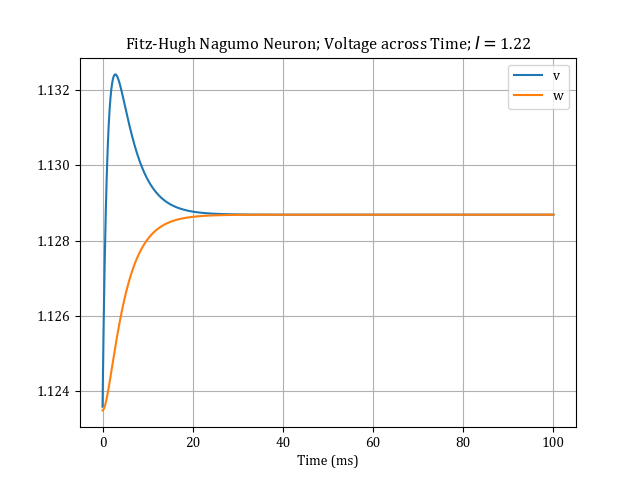 Fitz-Hugh Nagumo Neuron; Voltage across Time; I = 1.22
v
w
1.132
1.130
1.128
1.126
1.124
0 20 40 60 80 100
Time (ms)